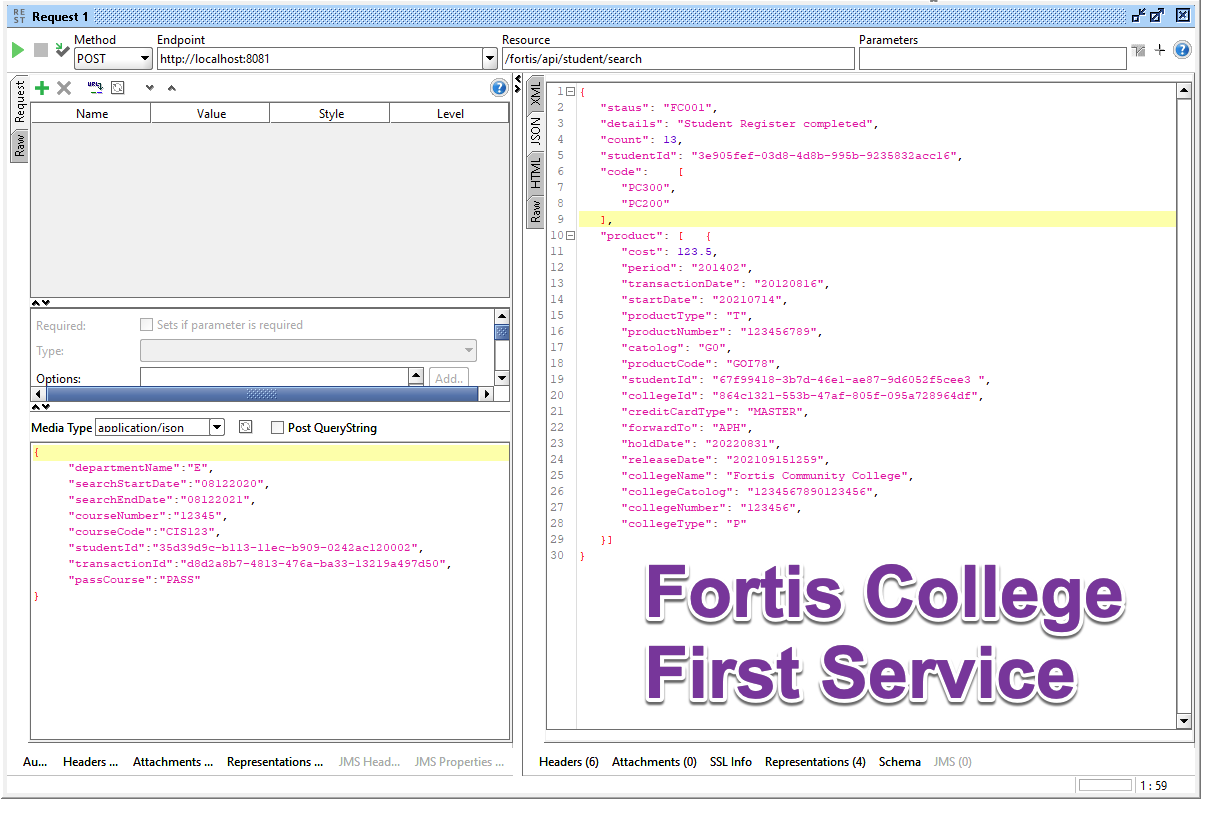 RE
ST
Request 1
Method
Endpoint
Resource
Parameters
POST
http://localhost:8081
/fortis/api/student/search
Request
Raw
Name Value Style Level
Required: Sets if parameter is required
Type:
Options: Add..
Media Type application/json Post QueryString
{
"departmentName":"E",
"searchStartDate":"08122020",
"searchEndDate":"08122021",
"courseNumber":"12345",
"courseCode":"CIS123",
"studentId":"35d39d9c-b113-11ec-b909-0242ac120002",
"transactionId":"d8d2a8b7-4813-476a-ba33-13219a497d50",
"passCourse":"PASS"
}
Au... Headers ... Attachments ... Representations ... JMS Head... JMS Properties ...
XML
JSON
HTML
Raw
1 {
2 "staus": "FC001",
3 "details": "Student Register completed",
4 "count": 13,
5 "studentId": "3e905fef-03d8-4d8b-995b-9235832acc16",
6 "code": [
7 "PC300",
8 "PC200"
9 ],
10 "product": [ {
11 "cost": 123.5,
12 "period": "201402",
13 "transactionDate": "20120816",
14 "startDate": "20210714",
15 "productType": "T",
16 "productNumber": "123456789",
17 "catolog": "G0",
18 "productCode": "GOI78",
19 "studentId": "67f99418-3b7d-46e1-ae87-9d6052f5cee3 ",
20 "collegeId": "864c1321-553b-47af-805f-095a728964df",
21 "creditCardType": "MASTER",
22 "forwardTo": "APH",
23 "holdDate": "20220831",
24 "releaseDate": "202109151259",
25 "collegeName": "Fortis Community College",
26 "collegeCatolog": "1234567890123456",
27 "collegeNumber": "123456",
28 "collegeType": "P"
29 }]
30 }
Fortis College
First Service
Headers (6) Attachments (0) SSL Info Representations (4) Schema JMS (0)
1 : 59